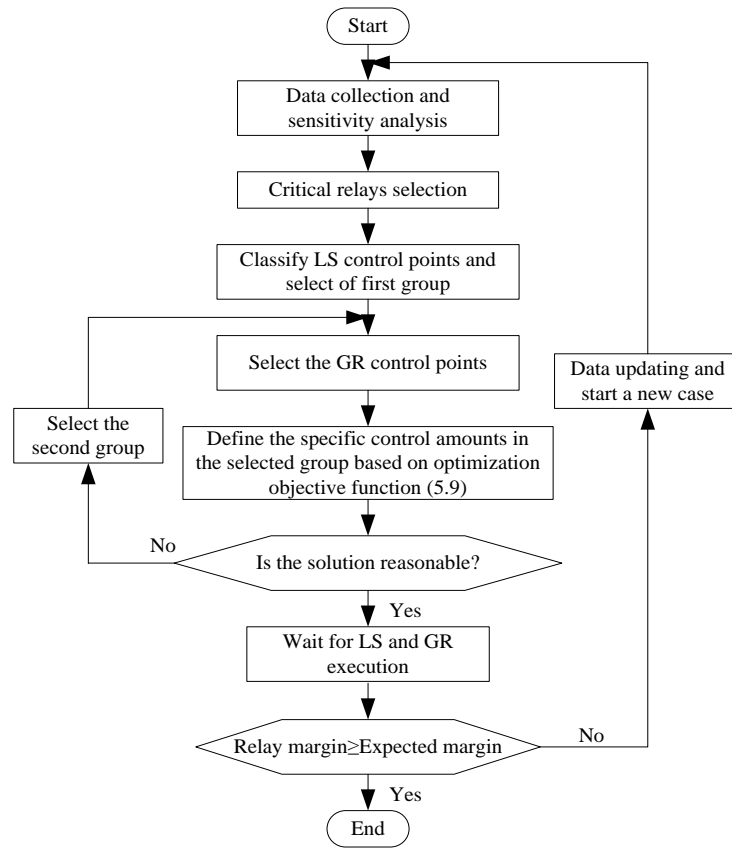 Start
Data collection and
sensitivity analysis
Critical relays selection
Classify LS control points and
select of first group
Select the GR control points
Data updating and
start a new case
Select the
second group
Define the specific control amounts in
the selected group based on optimization
objective function (5.9)
No
Is the solution reasonable?
Yes
Wait for LS and GR
execution
Relay margin≥Expected margin
No
Yes
End